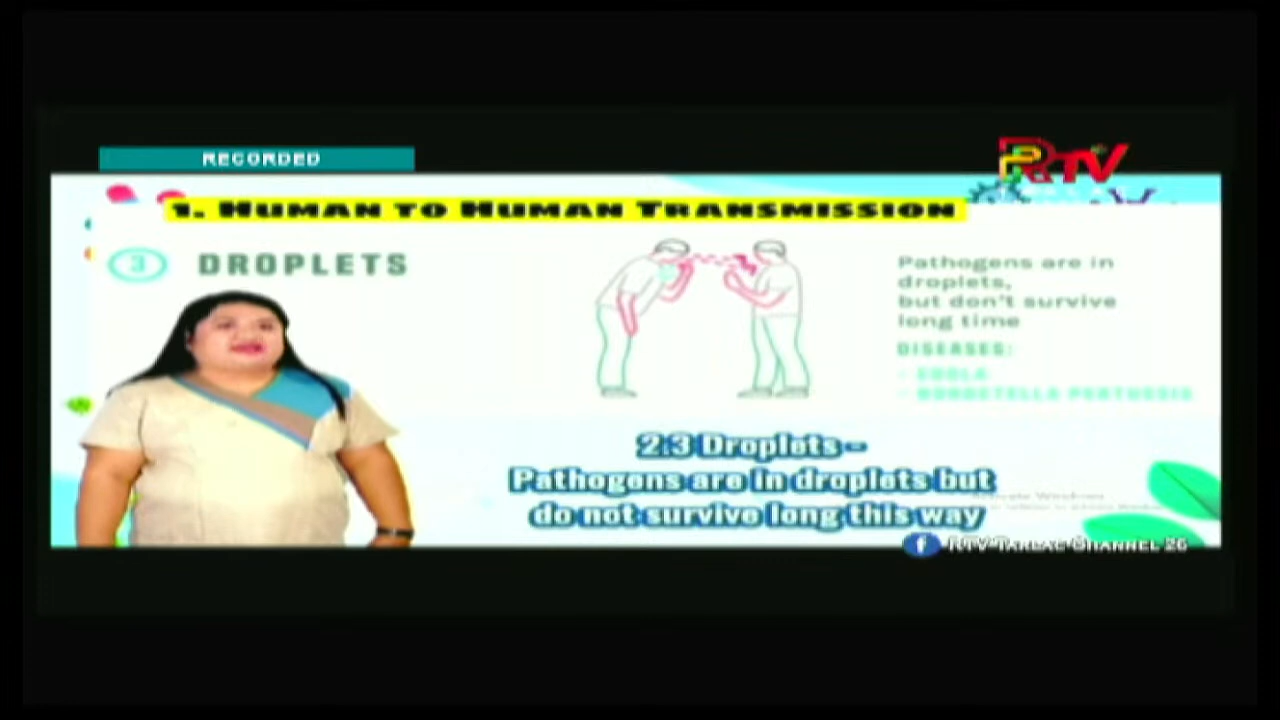 RECORDED
RTV
1. HUMAN TO HUMAN TRANSMISSION
3 DROPLETS
Pathogens are in
droplets,
but don't survive
long time
DISEASES:
- EBOLA
- BORDETELLA PERTUSSIS
2.3 Droplets -
Pathogens are in droplets but
do not survive long this way
Activate Windows
f RTV TARLAC CHANNEL 26